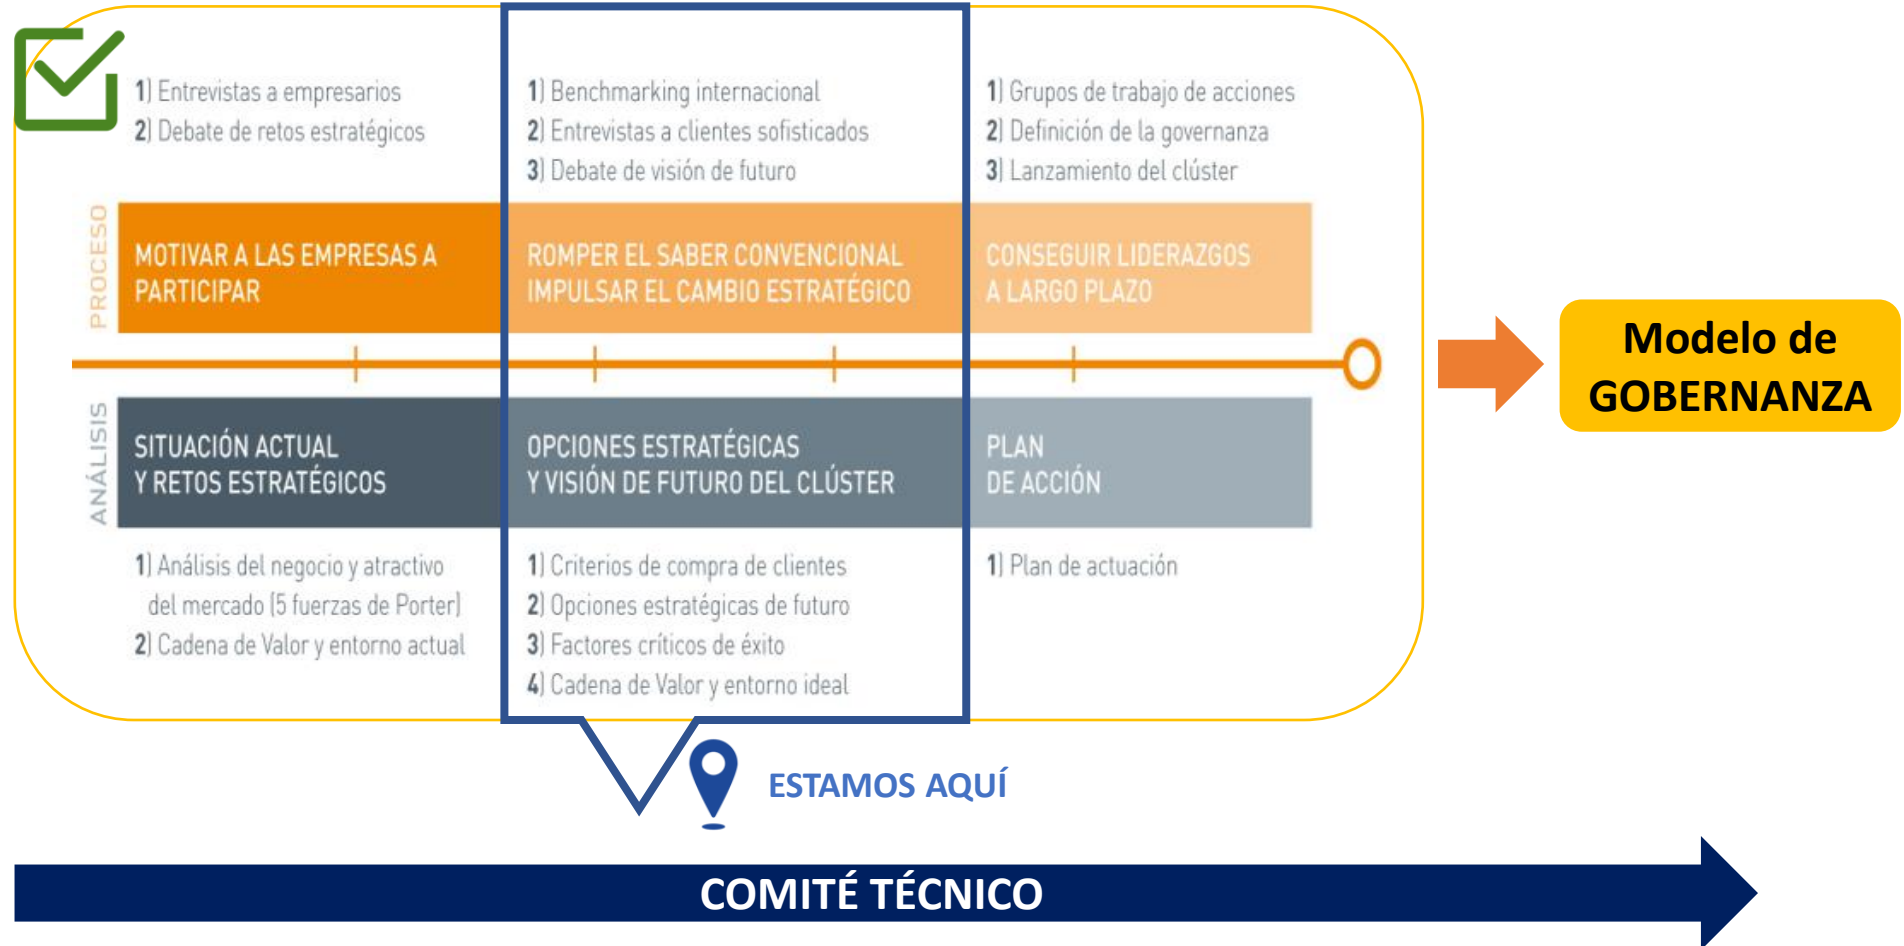 1) Entrevistas a empresarios
2) Debate de retos estratégicos
1) Benchmarking internacional
2) Entrevistas a clientes sofisticados
3) Debate de visión de futuro
1) Grupos de trabajo de acciones
2) Definición de la governanza
3) Lanzamiento del clúster
PROCESO
MOTIVAR A LAS EMPRESAS A
PARTICIPAR
ROMPER EL SABER CONVENCIONAL
IMPULSAR EL CAMBIO ESTRATÉGICO
CONSEGUIR LIDERAZGOS
A LARGO PLAZO
Modelo de
GOBERNANZA
ANÁLISIS
SITUACIÓN ACTUAL
Y RETOS ESTRATÉGICOS
OPCIONES ESTRATÉGICAS
Y VISIÓN DE FUTURO DEL CLÚSTER
PLAN
DE ACCIÓN
1) Análisis del negocio y atractivo
del mercado (5 fuerzas de Porter)
2) Cadena de Valor y entorno actual
1) Criterios de compra de clientes
2) Opciones estratégicas de futuro
3) Factores críticos de éxito
4) Cadena de Valor y entorno ideal
1) Plan de actuación
ESTAMOS AQUÍ
COMITÉ TÉCNICO